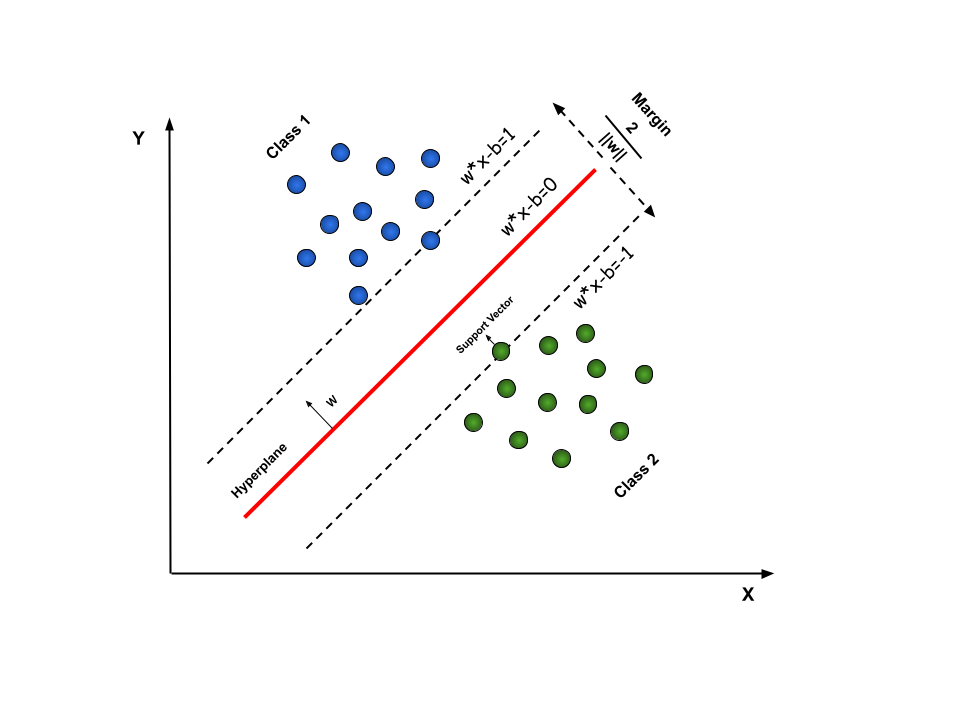 Y
Class 1
w*x-b=1
Margin
2
||w||
w*x-b=0
w*x-b=-1
Support Vector
w
Hyperplane
Class 2
X